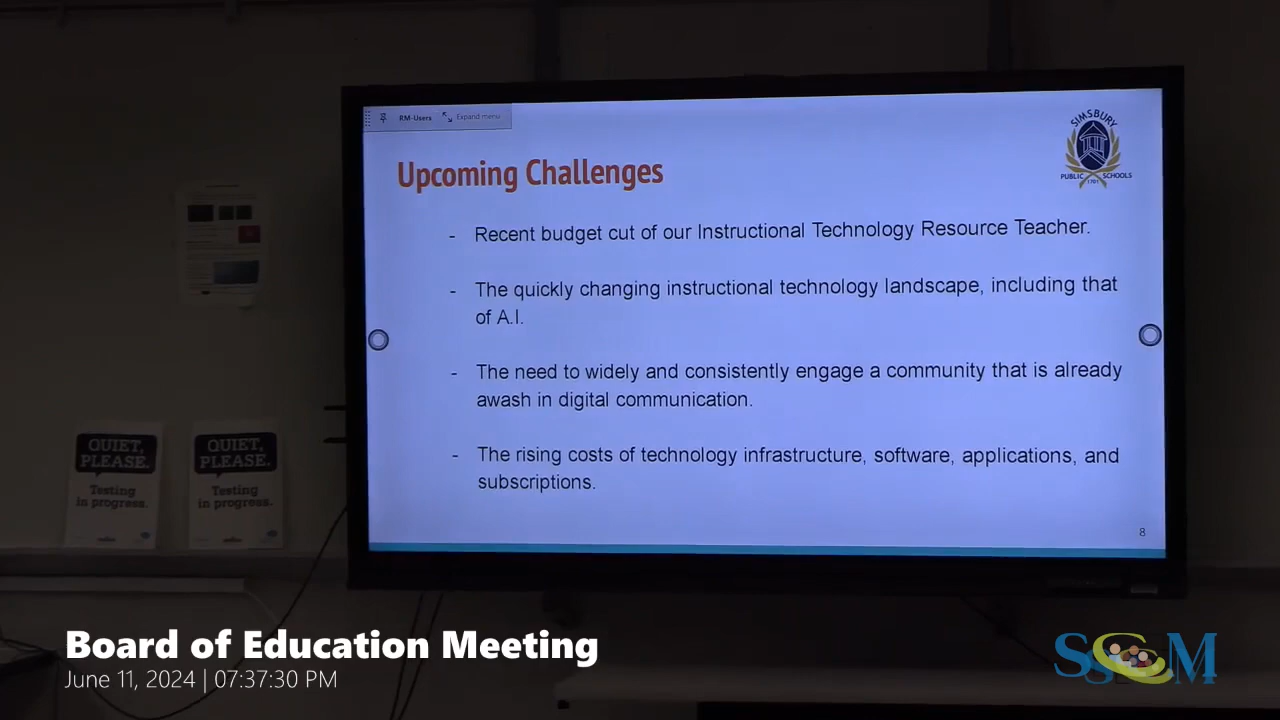 RM-Users Expand menu
SIMSBURY
PUBLIC SCHOOLS
1701
Upcoming Challenges
- Recent budget cut of our Instructional Technology Resource Teacher.
- The quickly changing instructional technology landscape, including that
of A.I.
- The need to widely and consistently engage a community that is already
awash in digital communication.
- The rising costs of technology infrastructure, software, applications, and
subscriptions.
8
QUIET,
PLEASE.
Testing
in progress.
QUIET,
PLEASE.
Testing
in progress.
Board of Education Meeting
June 11, 2024 | 07:37:30 PM